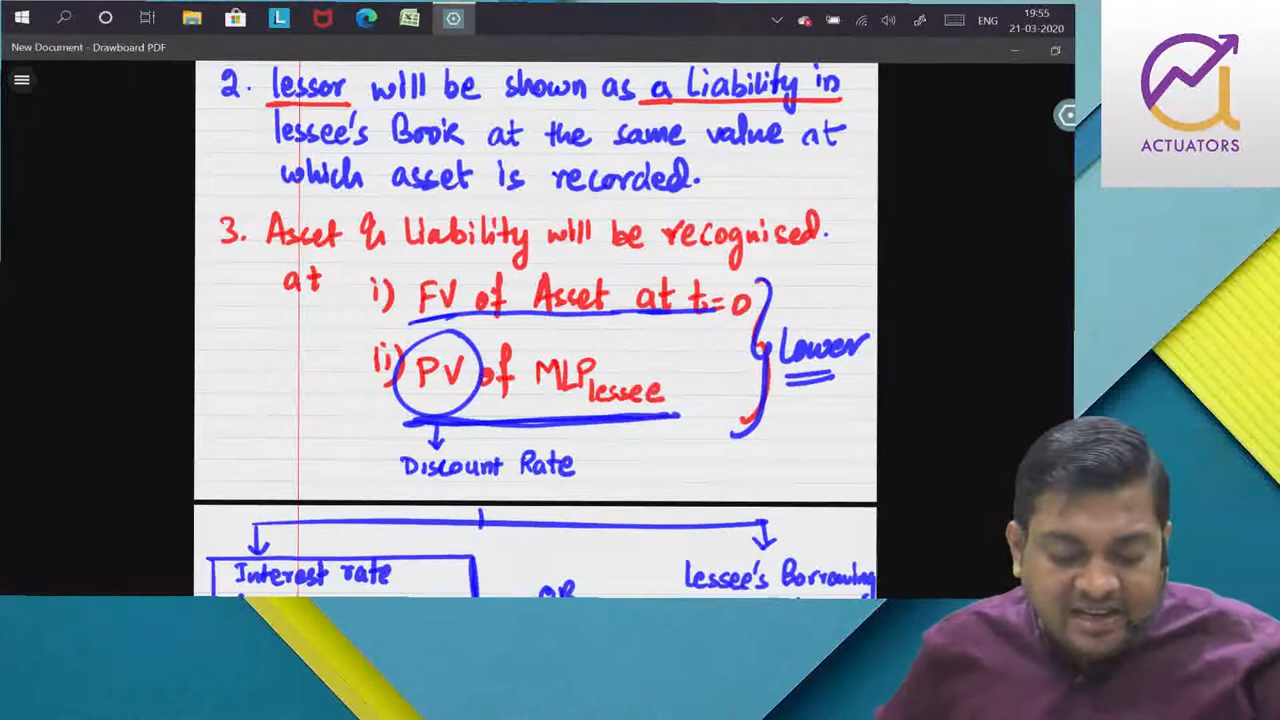 19:55
ENG
21-03-2020
New Document - Drawboard PDF
ACTUATORS
2. lessor will be shown as a liability in
lessee's Book at the same value at
which asset is recorded.
3. Asset & Liability will be recognised.
at
i) FV of Asset at t=0
ii) PV of MLP lessee
Lower
Discount Rate
Interest rate
OR
Lessee's Borrowing